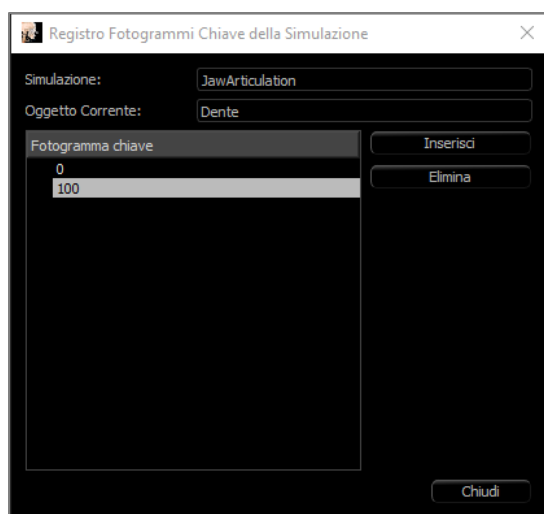 Registro Fotogrammi Chiave della Simulazione
Simulazione: JawArticulation
Oggetto Corrente: Dente
Fotogramma chiave
Inserisci
0
Elimina
100
Chiudi